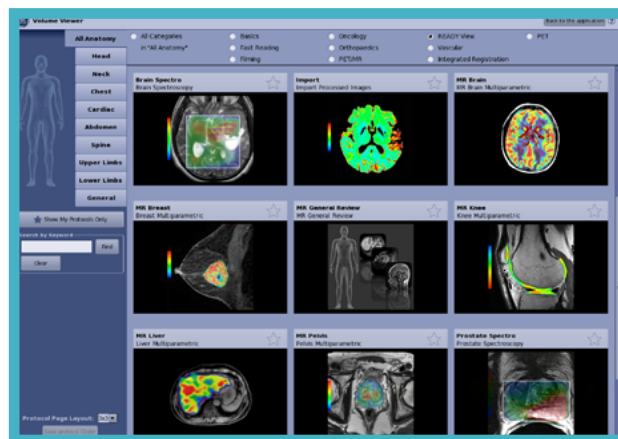 Volume Viewer
Back to the application
?
All Anatomy
Head
Neck
Chest
Cardiac
Abdomen
Spine
Upper Limbs
Lower Limbs
General
Show My Protocols Only
Search by Keyword
Find
Clear
Protocol Page Layout: 3x3
All Categories
in "All Anatomy"
Basics
Fast Reading
Filming
Oncology
Orthopaedics
PET/MR
READY View
Vascular
Integrated Registration
PET
Brain Spectro
Brain Spectroscopy
Import
Import Processed Images
MR Brain
MR Brain Multiparametric
MR Breast
Breast Multiparametric
MR General Review
MR General Review
MR Knee
Knee Multiparametric
MR Liver
Liver Multiparametric
MR Pelvis
Pelvis Multiparametric
Prostate Spectro
Prostate Spectroscopy